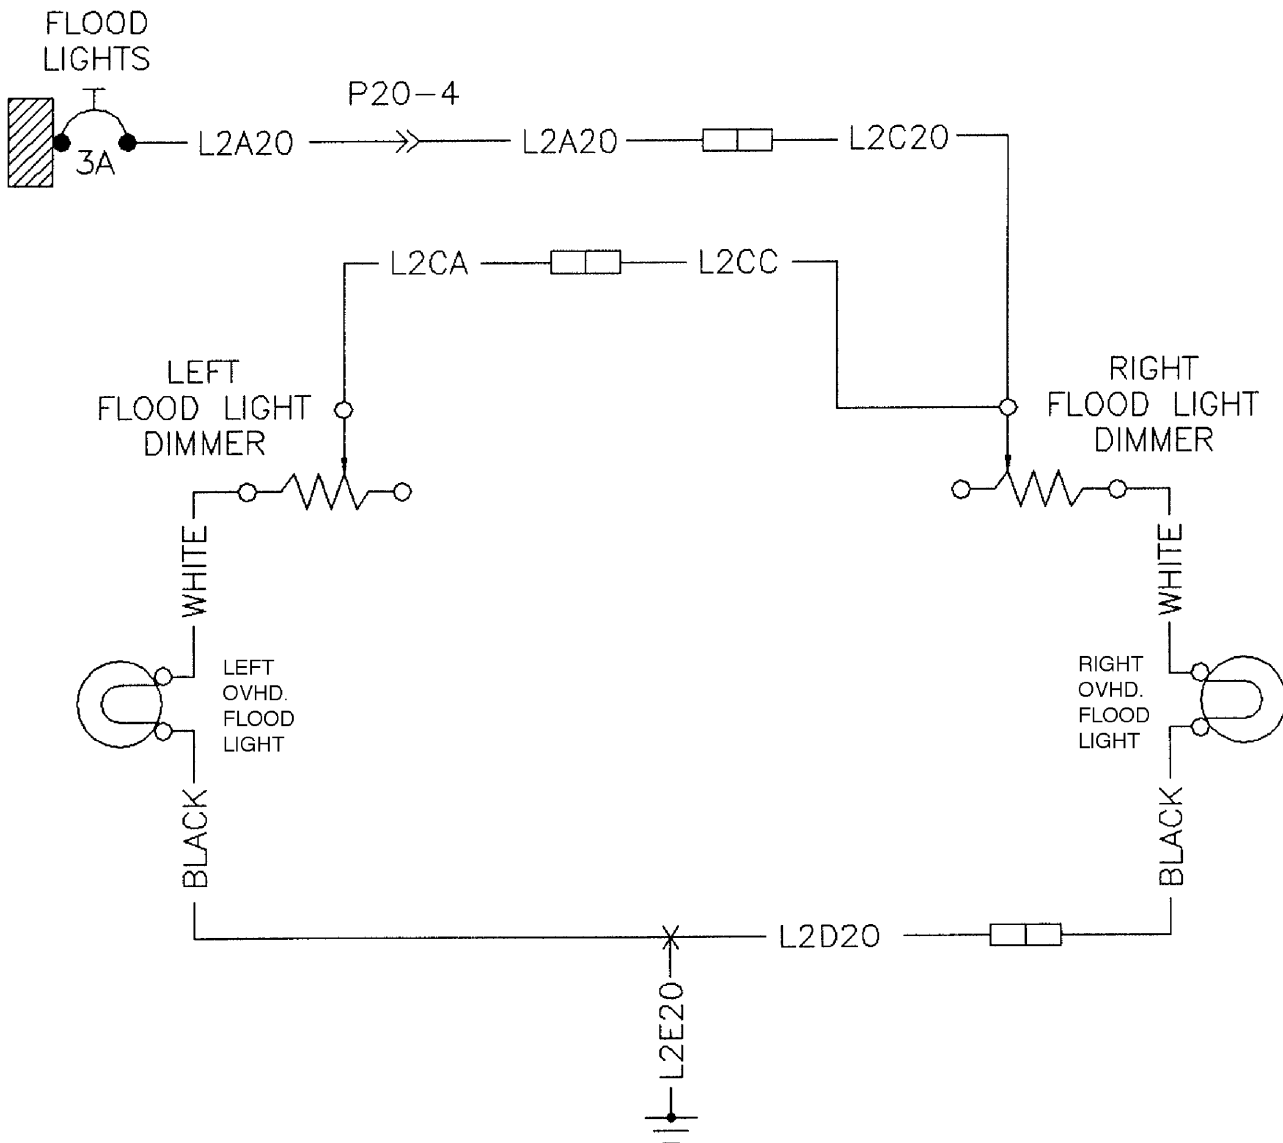 FLOOD
LIGHTS
3A
L2A20
P20-4
L2A20
L2C20
L2CA
L2CC
LEFT
FLOOD LIGHT
DIMMER
RIGHT
FLOOD LIGHT
DIMMER
WHITE
WHITE
LEFT
OVHD.
FLOOD
LIGHT
RIGHT
OVHD.
FLOOD
LIGHT
BLACK
BLACK
L2D20
L2E20